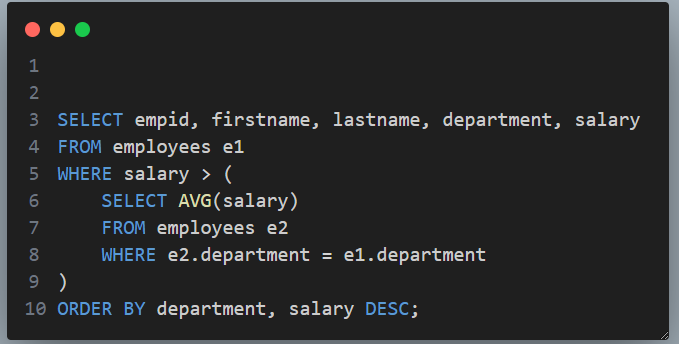 1
2
3 SELECT empid, firstname, lastname, department, salary
4 FROM employees e1
5 WHERE salary > (
6     SELECT AVG(salary)
7     FROM employees e2
8     WHERE e2.department = e1.department
9 )
10 ORDER BY department, salary DESC;